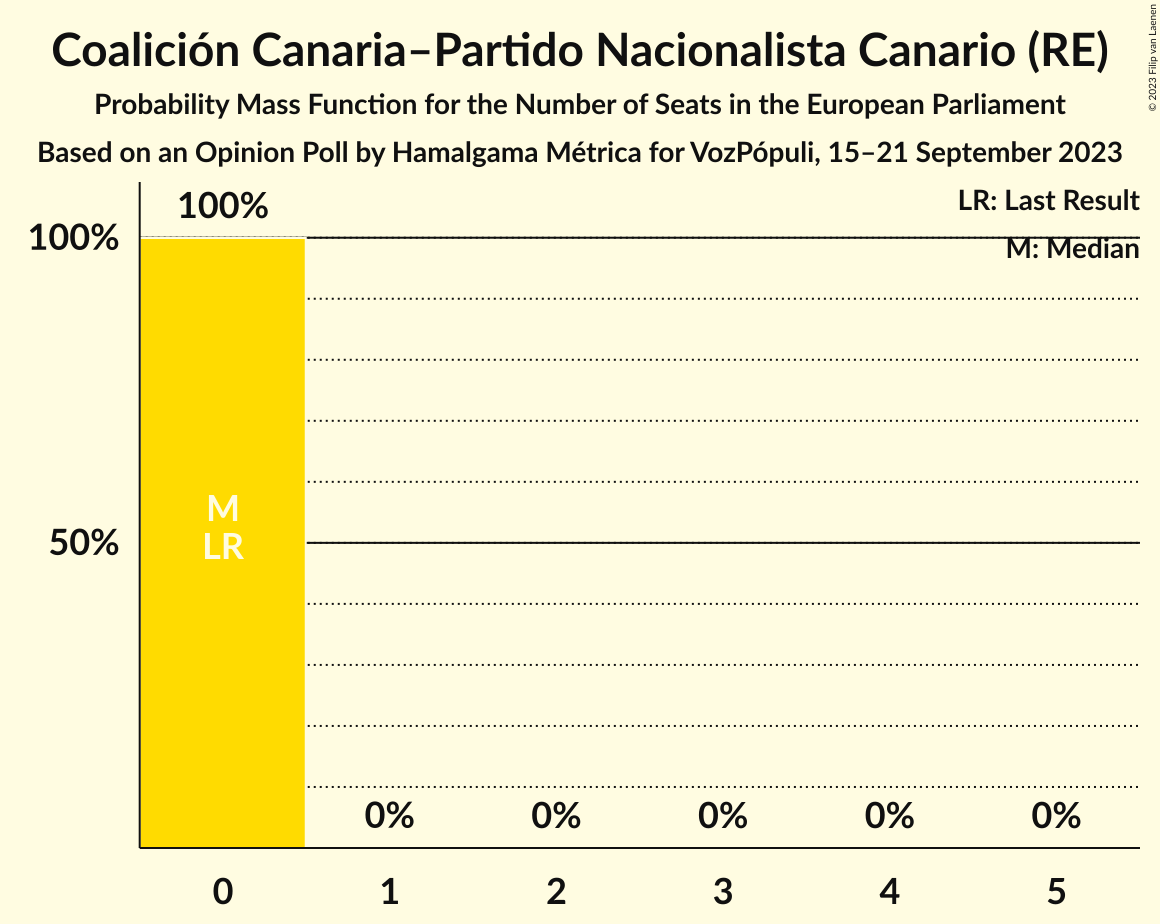 Coalición Canaria–Partido Nacionalista Canario (RE)
Probability Mass Function for the Number of Seats in the European Parliament
Based on an Opinion Poll by Hamalgama Métrica for VozPópuli, 15–21 September 2023
© 2023 Filip van Laenen
LR: Last Result
M: Median
100%
100%
50%
M
LR
0% 0% 0% 0% 0%
0 1 2 3 4 5